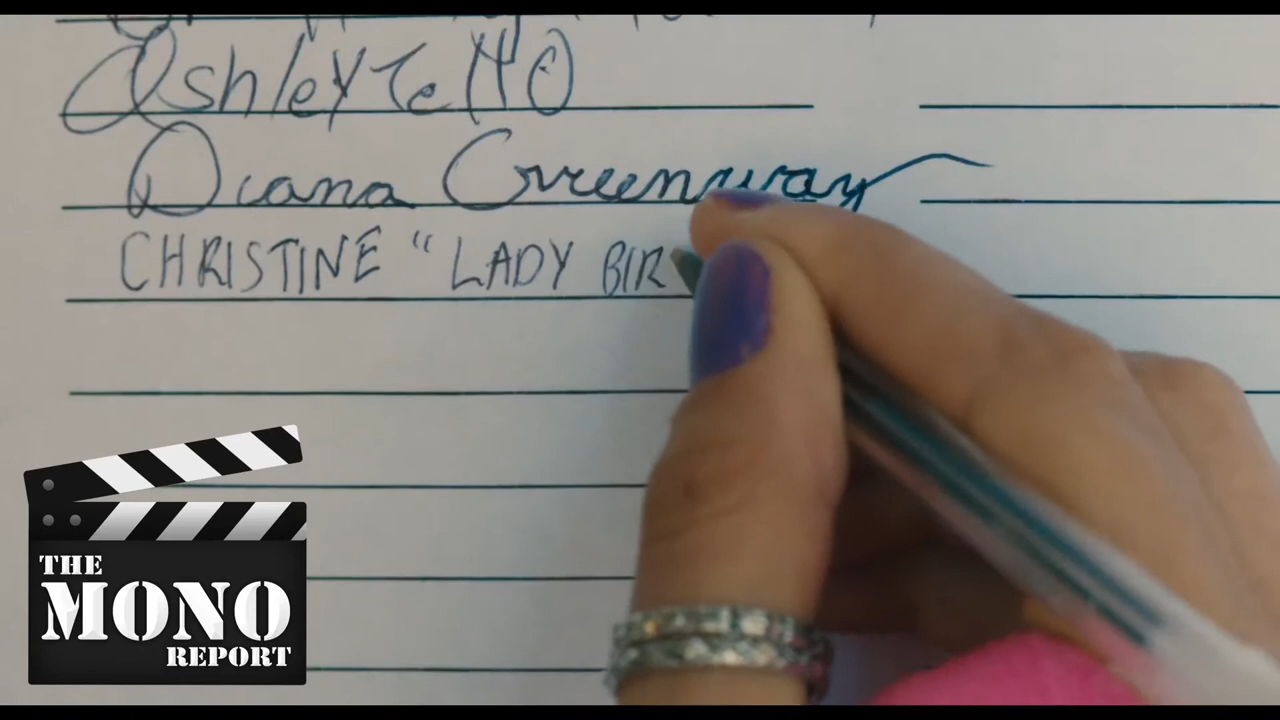 Ashley Tello
Diana Greenway
CHRISTINE "LADY BIR
THE
MONO
REPORT